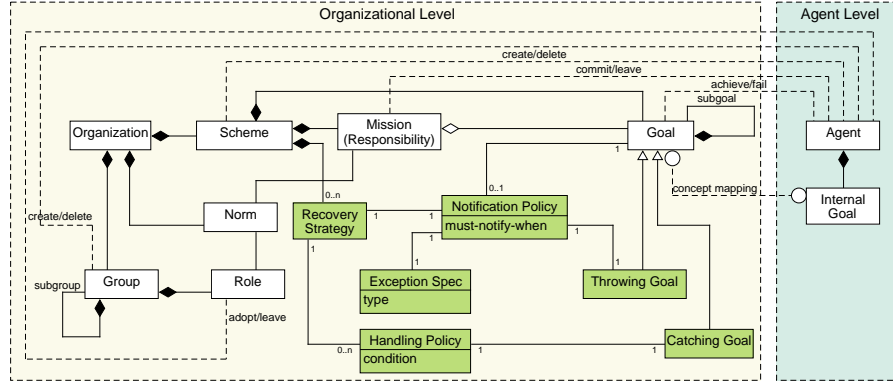 Organizational Level
Agent Level
create/delete
commit/leave
achieve/fail
subgoal
Organization
Scheme
Mission
(Responsibility)
Goal
Agent
1
concept mapping
Internal
Goal
0..n
0..1
create/delete
Norm
Recovery
Strategy
1
1
Notification Policy
must-notify-when
1
1
1
1
1
subgroup
Group
Role
Exception Spec
type
Throwing Goal
adopt/leave
0..n
Handling Policy
condition
1
1
Catching Goal